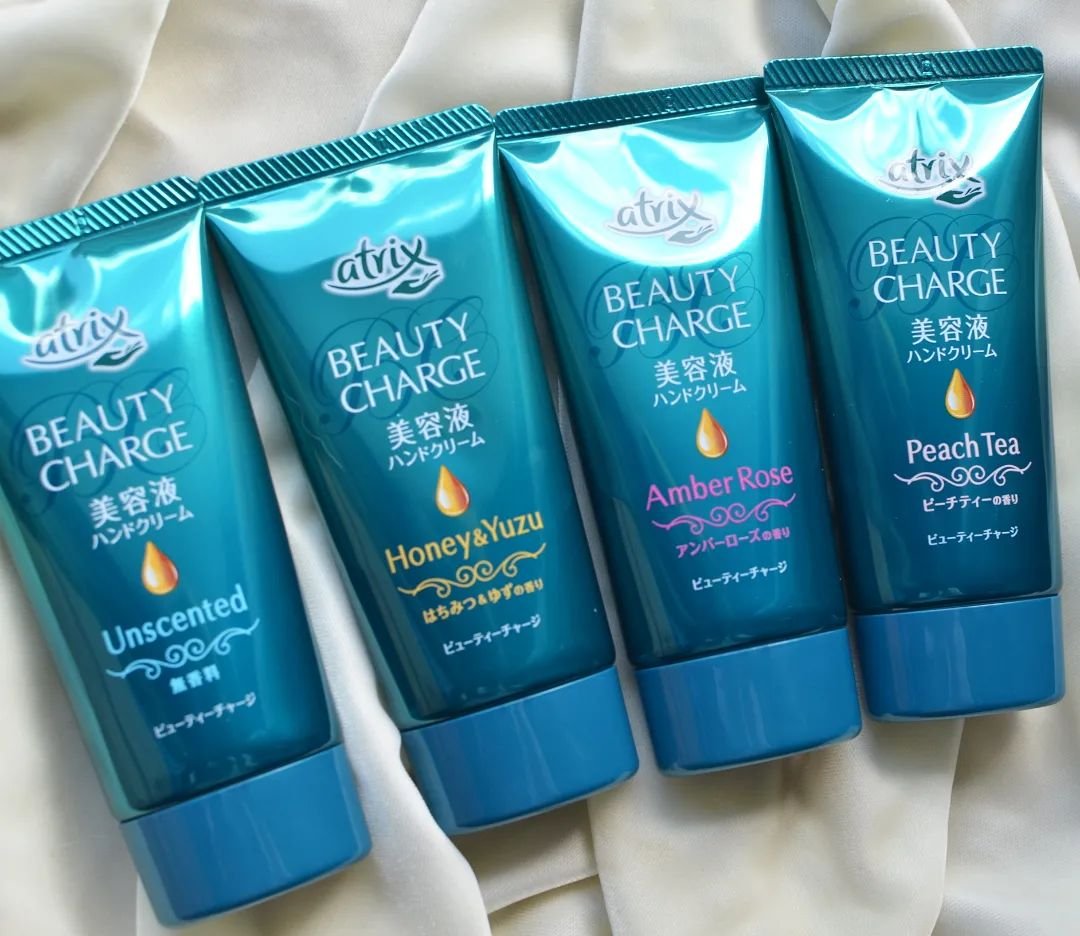 atrix
BEAUTY
CHARGE
美容液
ハンドクリーム
Unscented
無香料
ビューティーチャージ
atrix
BEAUTY
CHARGE
美容液
ハンドクリーム
Honey&Yuzu
はちみつ&ゆずの香り
ビューティーチャージ
atrix
BEAUTY
CHARGE
美容液
ハンドクリーム
Amber Rose
アンバーローズの香り
ビューティーチャージ
atrix
BEAUTY
CHARGE
美容液
ハンドクリーム
Peach Tea
ピーチティーの香り
ビューティーチャージ